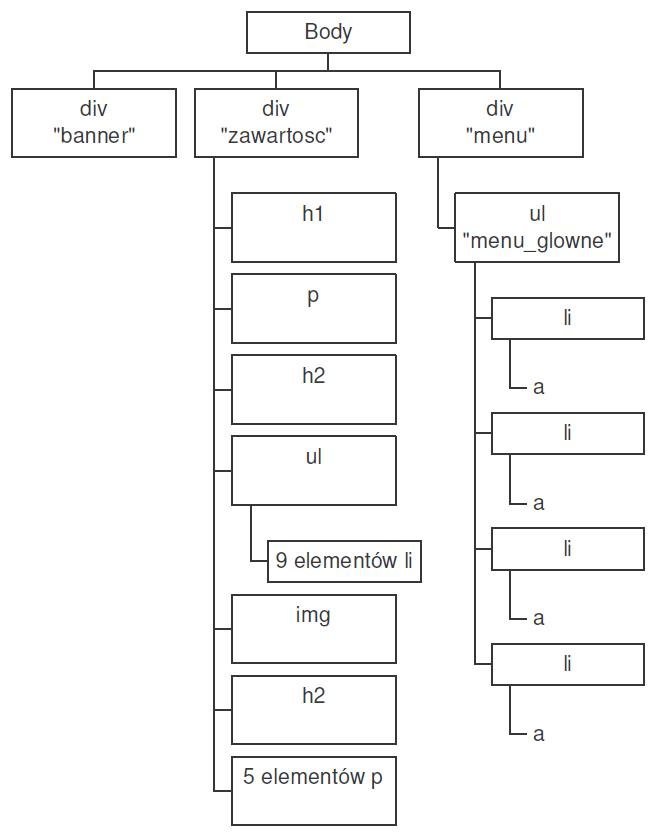 Body
div
"banner"
div
"zawartosc"
h1
p
h2
ul
9 elementów li
img
h2
5 elementów p
div
"menu"
ul
"menu_glowne"
li
a
li
a
li
a
li
a